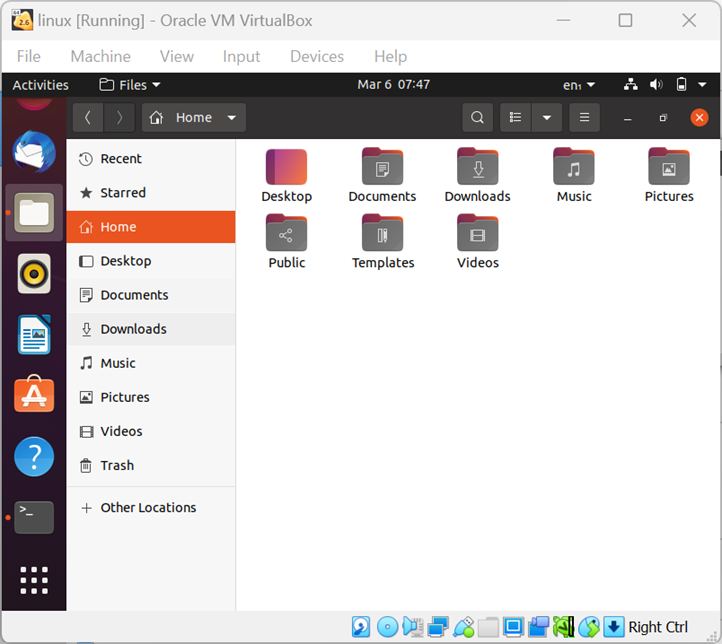 linux [Running] - Oracle VM VirtualBox
File Machine View Input Devices Help
Activities Files Mar 6 07:47 en₁
Home
Recent
Starred
Home
Desktop
Documents
Downloads
Music
Pictures
Videos
Trash
Other Locations
Desktop Documents Downloads Music Pictures
Public Templates Videos
Right Ctrl